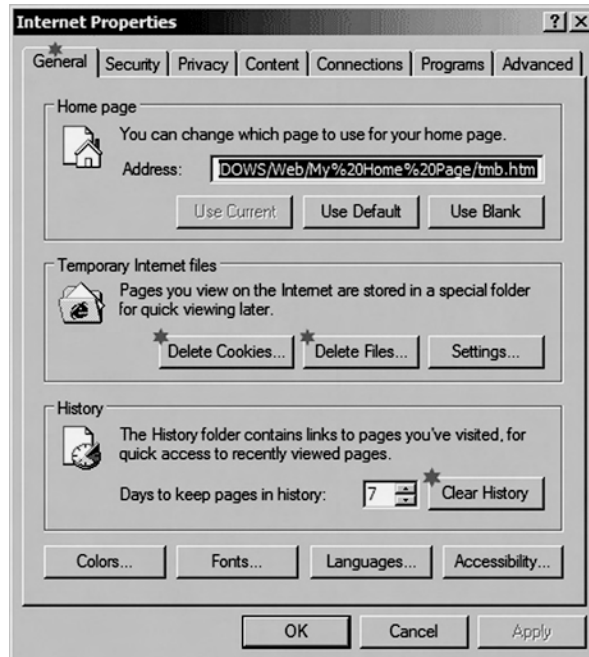 Internet Properties
General Security Privacy Content Connections Programs Advanced
Home page
You can change which page to use for your home page.
Address: DOWS/Web/My%20Home%20Page/tmb.htm
Use Current Use Default Use Blank
Temporary Internet files
Pages you view on the Internet are stored in a special folder
for quick viewing later.
Delete Cookies... Delete Files... Settings...
History
The History folder contains links to pages you've visited, for
quick access to recently viewed pages.
Days to keep pages in history: 7 Clear History
Colors... Fonts... Languages... Accessibility...
OK Cancel Apply